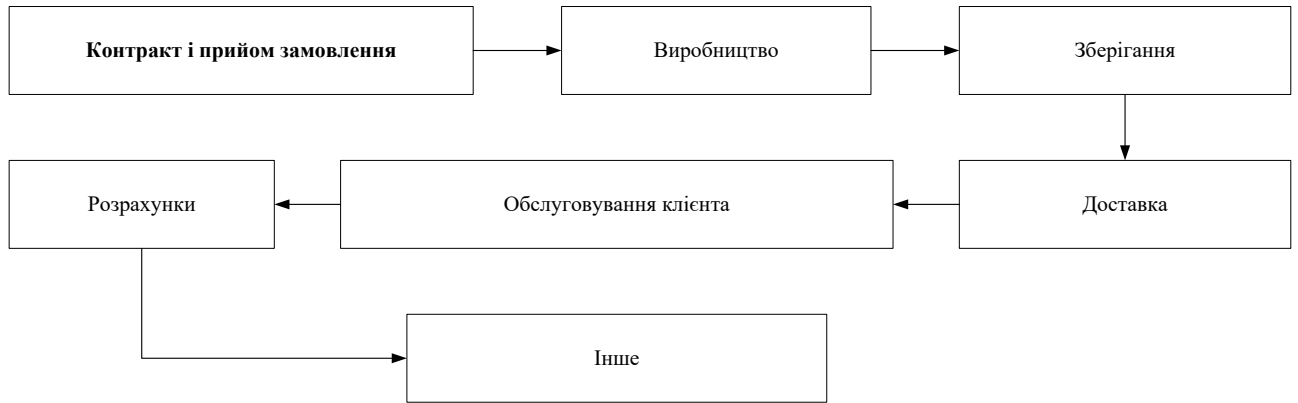 Контракт і прийом замовлення
Виробництво
Зберігання
Доставка
Обслуговування клієнта
Розрахунки
Інше